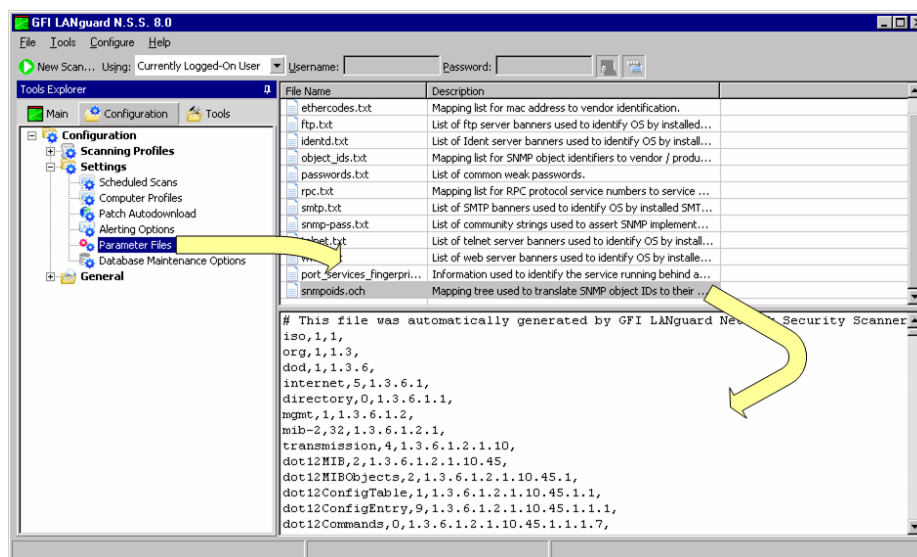 GFI LANguard N.S.S. 8.0
File Tools Configure Help
New Scan... Using: Currently Logged-On User Username: Password:
Tools Explorer
Main Configuration Tools
Configuration
Scanning Profiles
Settings
Scheduled Scans
Computer Profiles
Patch Autodownload
Alerting Options
Parameter Files
Database Maintenance Options
General
File Name Description
ethercodes.txt Mapping list for mac address to vendor identification.
ftp.txt List of ftp server banners used to identify OS by installed...
identd.txt List of Ident server banners used to identify OS by install...
object_ids.txt Mapping list for SNMP object identifiers to vendor / produ...
passwords.txt List of common weak passwords.
rpc.txt Mapping list for RPC protocol service numbers to service ...
smtp.txt List of SMTP banners used to identify OS by installed SMT...
snmp-pass.txt List of community strings used to assert SNMP implement...
telnet.txt List of telnet server banners used to identify OS by install...
List of web server banners used to identify OS by installe...
port_services_fingerpri... Information used to identify the service running behind a...
snmpoids.och Mapping tree used to translate SNMP object IDs to their ...
# This file was automatically generated by GFI LANguard Security Scanner
iso,1,1,
org,1,1.3,
dod,1,1.3.6,
internet,5,1.3.6.1,
directory,0,1.3.6.1.1,
mgmt,1,1.3.6.1.2,
mib-2,32,1.3.6.1.2.1,
transmission,4,1.3.6.1.2.1.10,
dot12MIB,2,1.3.6.1.2.1.10.45,
dot12MIBObjects,2,1.3.6.1.2.1.10.45.1,
dot12ConfigTable,1,1.3.6.1.2.1.10.45.1.1,
dot12ConfigEntry,9,1.3.6.1.2.1.10.45.1.1.1,
dot12Commands,0,1.3.6.1.2.1.10.45.1.1.1.7,